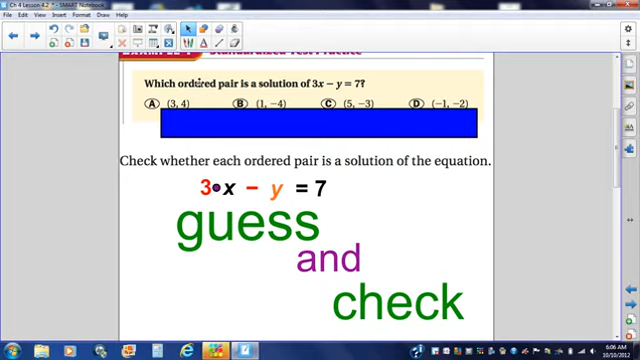 Ch 4 Lesson 4.2 - SMART Notebook
File Edit View Insert Format Draw Help
Standardized Test Practice
Which ordered pair is a solution of 3x − y = 7?
A (3, 4) B (1, −4) C (5, −3) D (−1, −2)
Check whether each ordered pair is a solution of the equation.
3•x − y = 7
guess
and
check
6:06 AM
10/10/2012